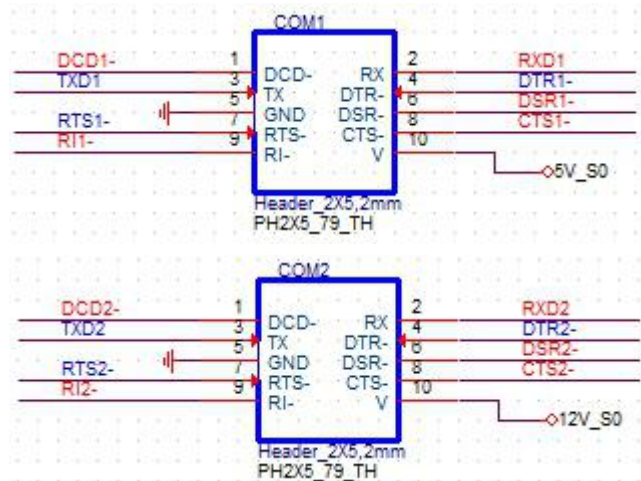 COM1
DCD1- 1 2 RXD1
DCD- RX
TXD1 3 4 DTR1-
TX DTR-
5 6 DSR1-
GND DSR-
RTS1- 7 8 CTS1-
RTS- CTS-
RI1- 9 10
RI- V
5V_S0
Header_2X5,2mm
PH2X5_79_TH
COM2
DCD2- 1 2 RXD2
DCD- RX
TXD2 3 4 DTR2-
TX DTR-
5 6 DSR2-
GND DSR-
RTS2- 7 8 CTS2-
RTS- CTS-
RI2- 9 10
RI- V
12V_S0
Header_2X5,2mm
PH2X5_79_TH